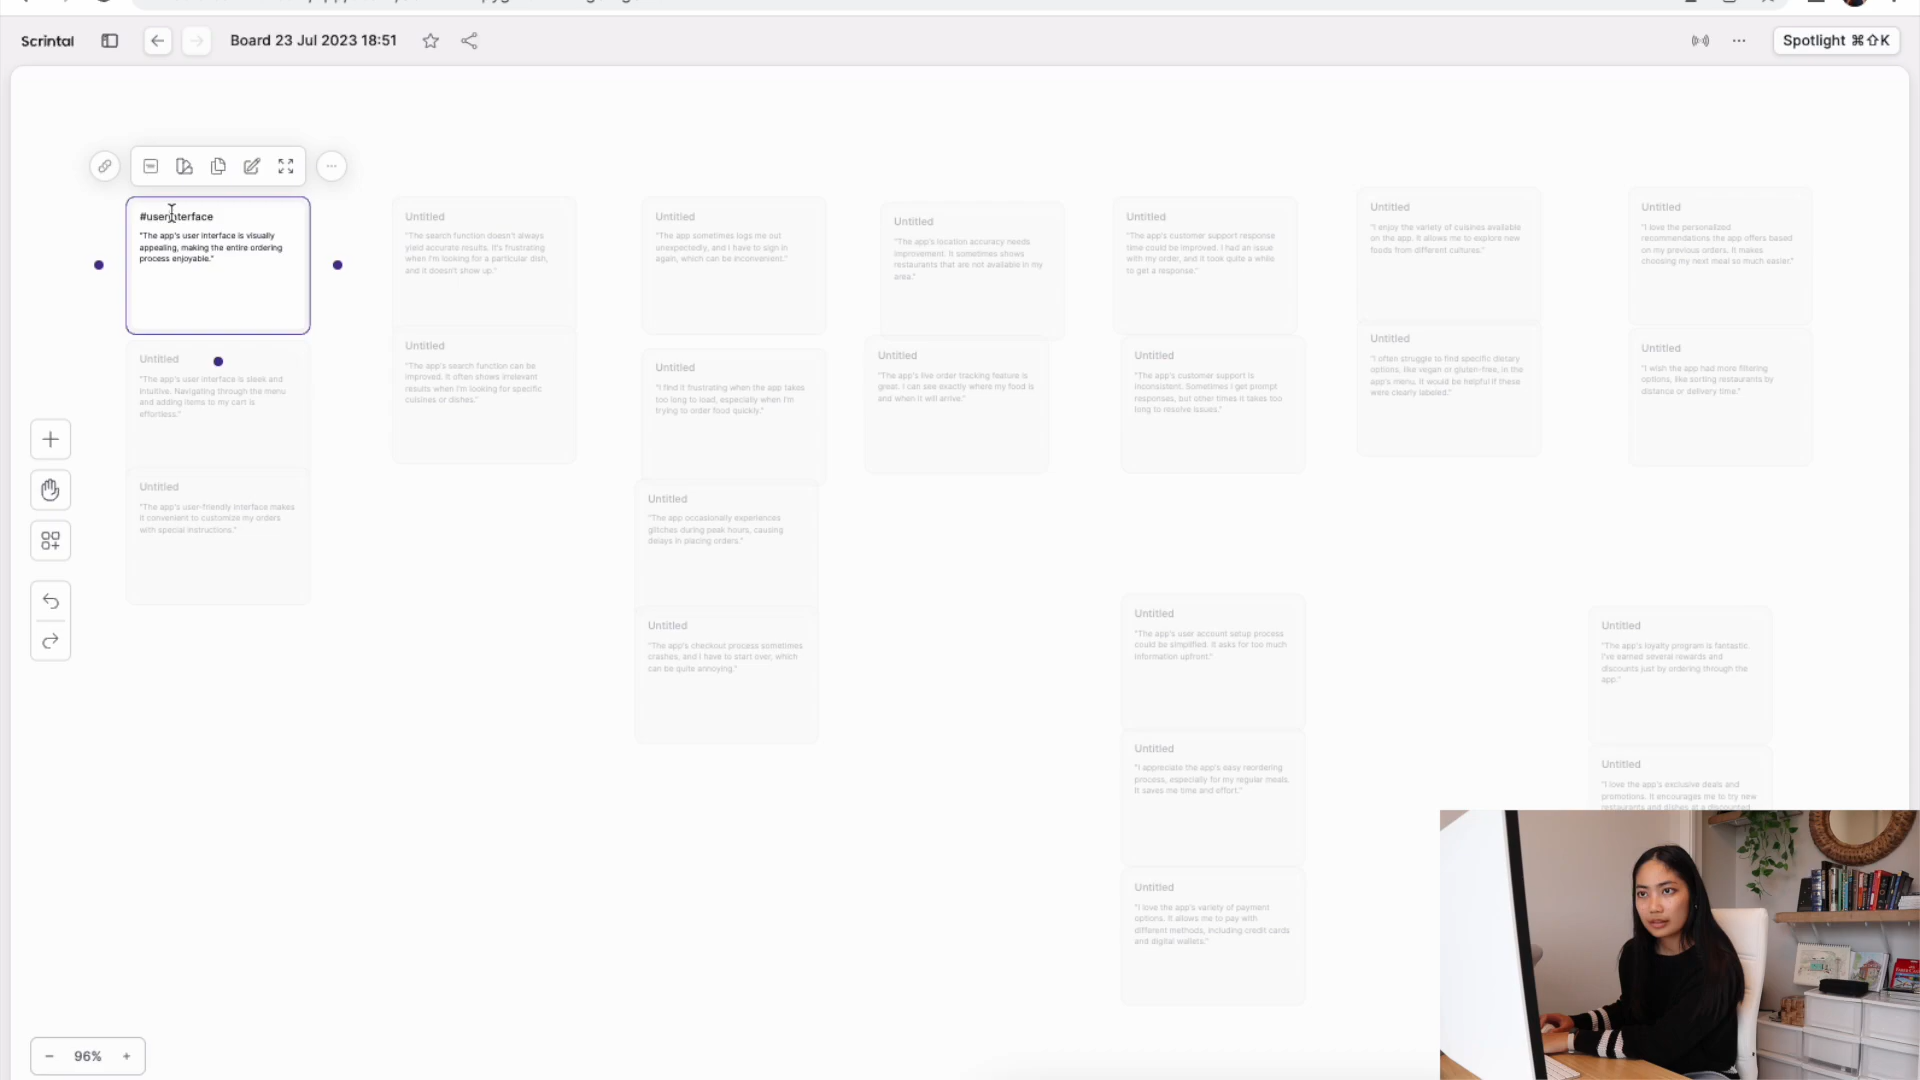 Scrintal
Board 23 Jul 2023 18:51
Spotlight ⌘⇧K
#userinterface
"The app's user interface is visually
appealing, making the entire ordering
process enjoyable."
Untitled
"The app's user interface is sleek and
intuitive. Navigating through the menu
and adding items to my cart is
effortless."
Untitled
"The app's user-friendly interface makes
it convenient to customize my orders
with special instructions."
Untitled
"The search function doesn't always
yield accurate results. It's frustrating
when I'm looking for a particular dish,
and it doesn't show up."
Untitled
"The app's search function can be
improved. It often shows irrelevant
results when I'm looking for specific
cuisines or dishes."
Untitled
"The app sometimes logs me out
unexpectedly, and I have to sign in
again, which can be inconvenient."
Untitled
"I find it frustrating when the app takes
too long to load, especially when I'm
trying to order food quickly."
Untitled
"The app occasionally experiences
glitches during peak hours, causing
delays in placing orders."
Untitled
"The app's checkout process sometimes
crashes, and I have to start over, which
can be quite annoying."
Untitled
"The app's location accuracy needs
improvement. It sometimes shows
restaurants that are not available in my
area."
Untitled
"The app's live order tracking feature is
great. I can see exactly where my food is
and when it will arrive."
Untitled
"The app's customer support response
time could be improved. I had an issue
with my order, and it took quite a while
to get a response."
Untitled
"The app's customer support is
inconsistent. Sometimes I get prompt
responses, but other times it takes too
long to resolve issues."
Untitled
"The app's user account setup process
could be simplified. It asks for too much
information upfront."
Untitled
"I appreciate the app's easy reordering
process, especially for my regular meals.
It saves me time and effort."
Untitled
"I love the app's variety of payment
options. It allows me to pay with
different methods, including credit cards
and digital wallets."
Untitled
"I enjoy the variety of cuisines available
on the app. It allows me to explore new
foods from different cultures."
Untitled
"I often struggle to find specific dietary
options, like vegan or gluten-free, in the
app's menu. It would be helpful if these
were clearly labeled."
Untitled
"I love the personalized
recommendations the app offers based
on my previous orders. It makes
choosing my next meal so much easier."
Untitled
"I wish the app had more filtering
options, like sorting restaurants by
distance or delivery time."
Untitled
"The app's loyalty program is fantastic.
I've earned several rewards and
discounts just by ordering through the
app."
Untitled
"I love the app's exclusive deals and
promotions. It encourages me to try new
restaurants and dishes at a discounted
96%